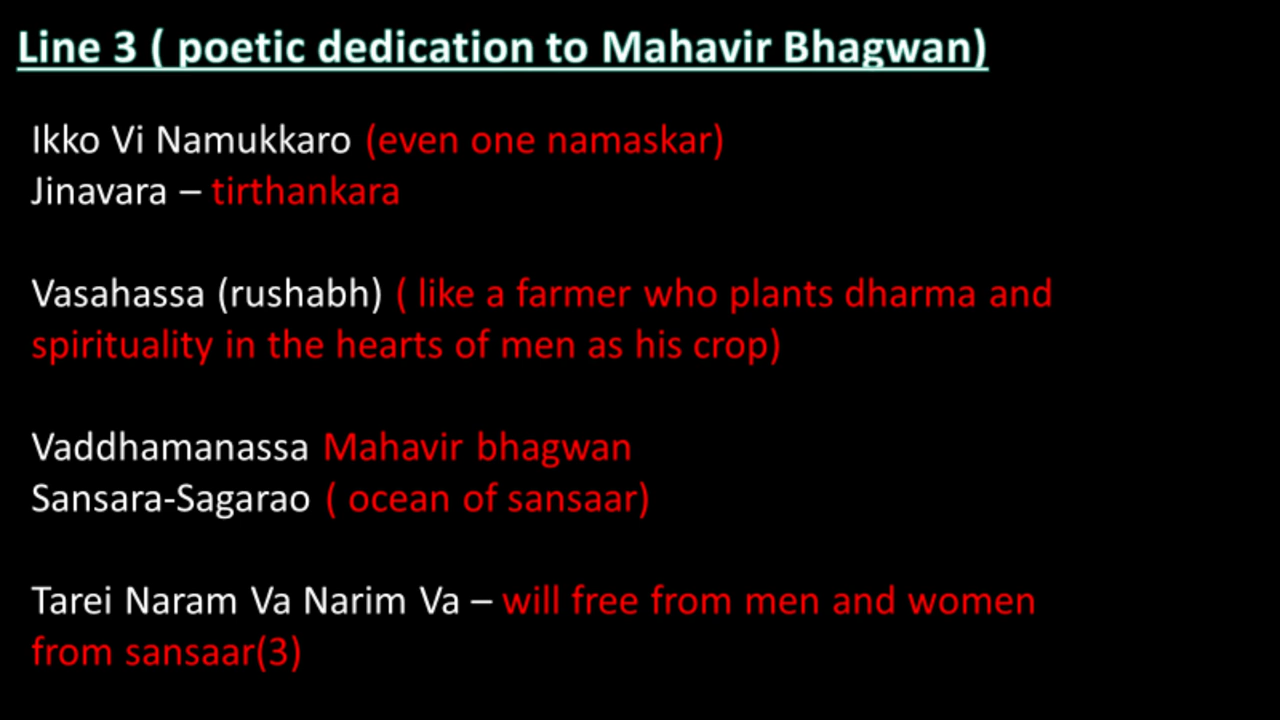 Line 3 ( poetic dedication to Mahavir Bhagwan)
Ikko Vi Namukkaro (even one namaskar)
Jinavara – tirthankara
Vasahassa (rushabh) ( like a farmer who plants dharma and
spirituality in the hearts of men as his crop)
Vaddhamanassa Mahavir bhagwan
Sansara-Sagarao ( ocean of sansaar)
Tarei Naram Va Narim Va – will free from men and women
from sansaar(3)